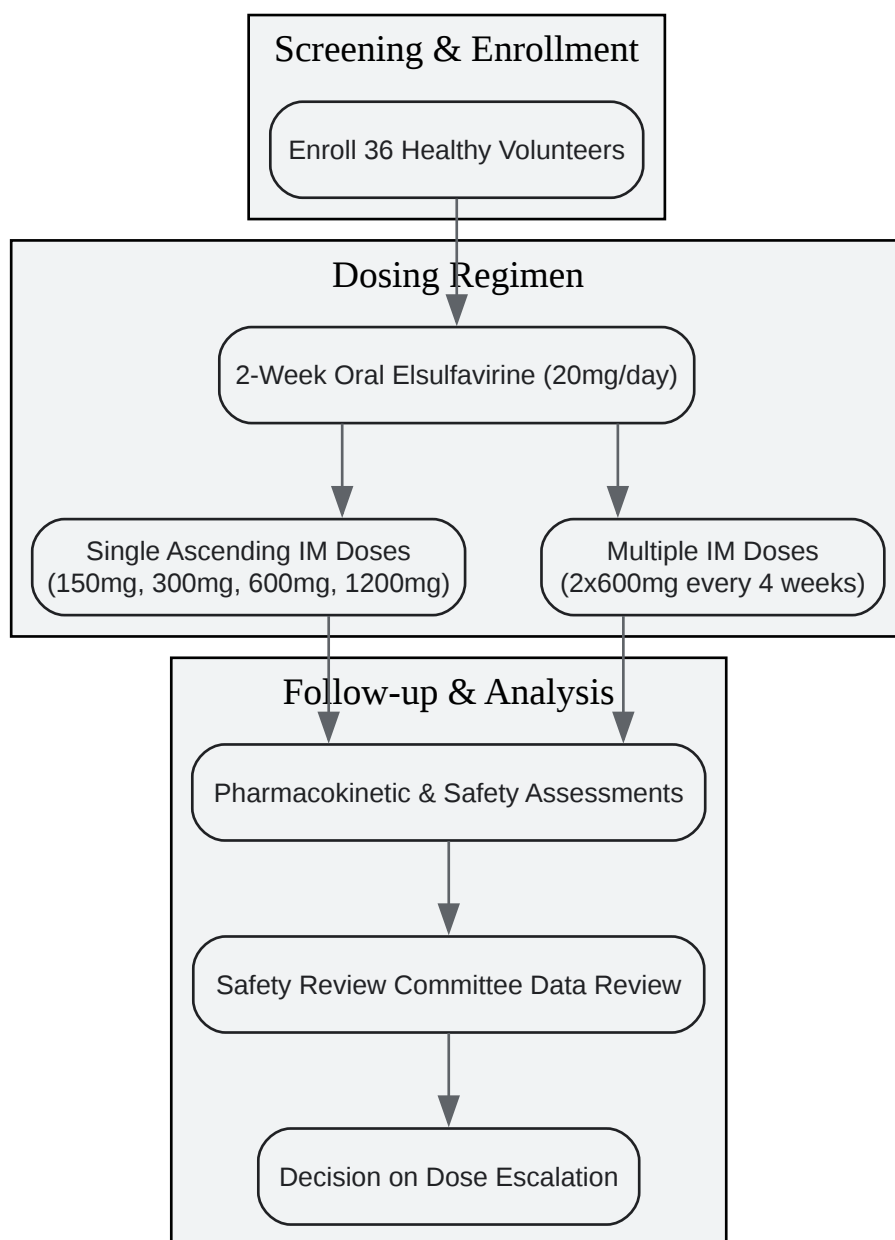 Screening & Enrollment
Enroll 36 Healthy Volunteers
Dosing Regimen
2-Week Oral Elsulfavirine (20mg/day)
Single Ascending IM Doses
(150mg, 300mg, 600mg, 1200mg)
Multiple IM Doses
(2x600mg every 4 weeks)
Follow-up & Analysis
Pharmacokinetic & Safety Assessments
Safety Review Committee Data Review
Decision on Dose Escalation